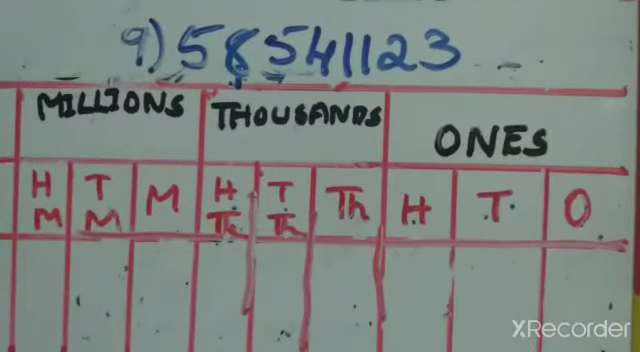 9) 58541123
MILLIONS THOUSANDS ONES
H M T M M H Th T Th Th H T O
XRecorder